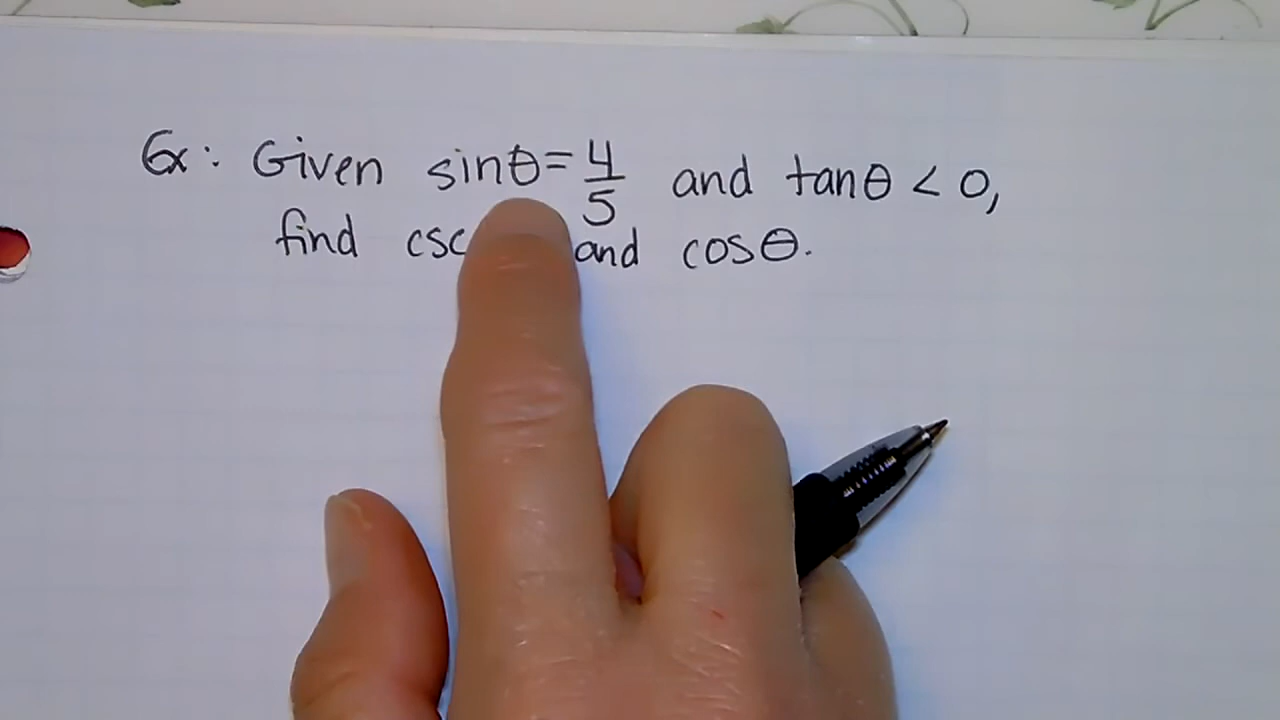 Ex: Given sinθ = 4/5 and tanθ < 0,
find csc and cosθ.